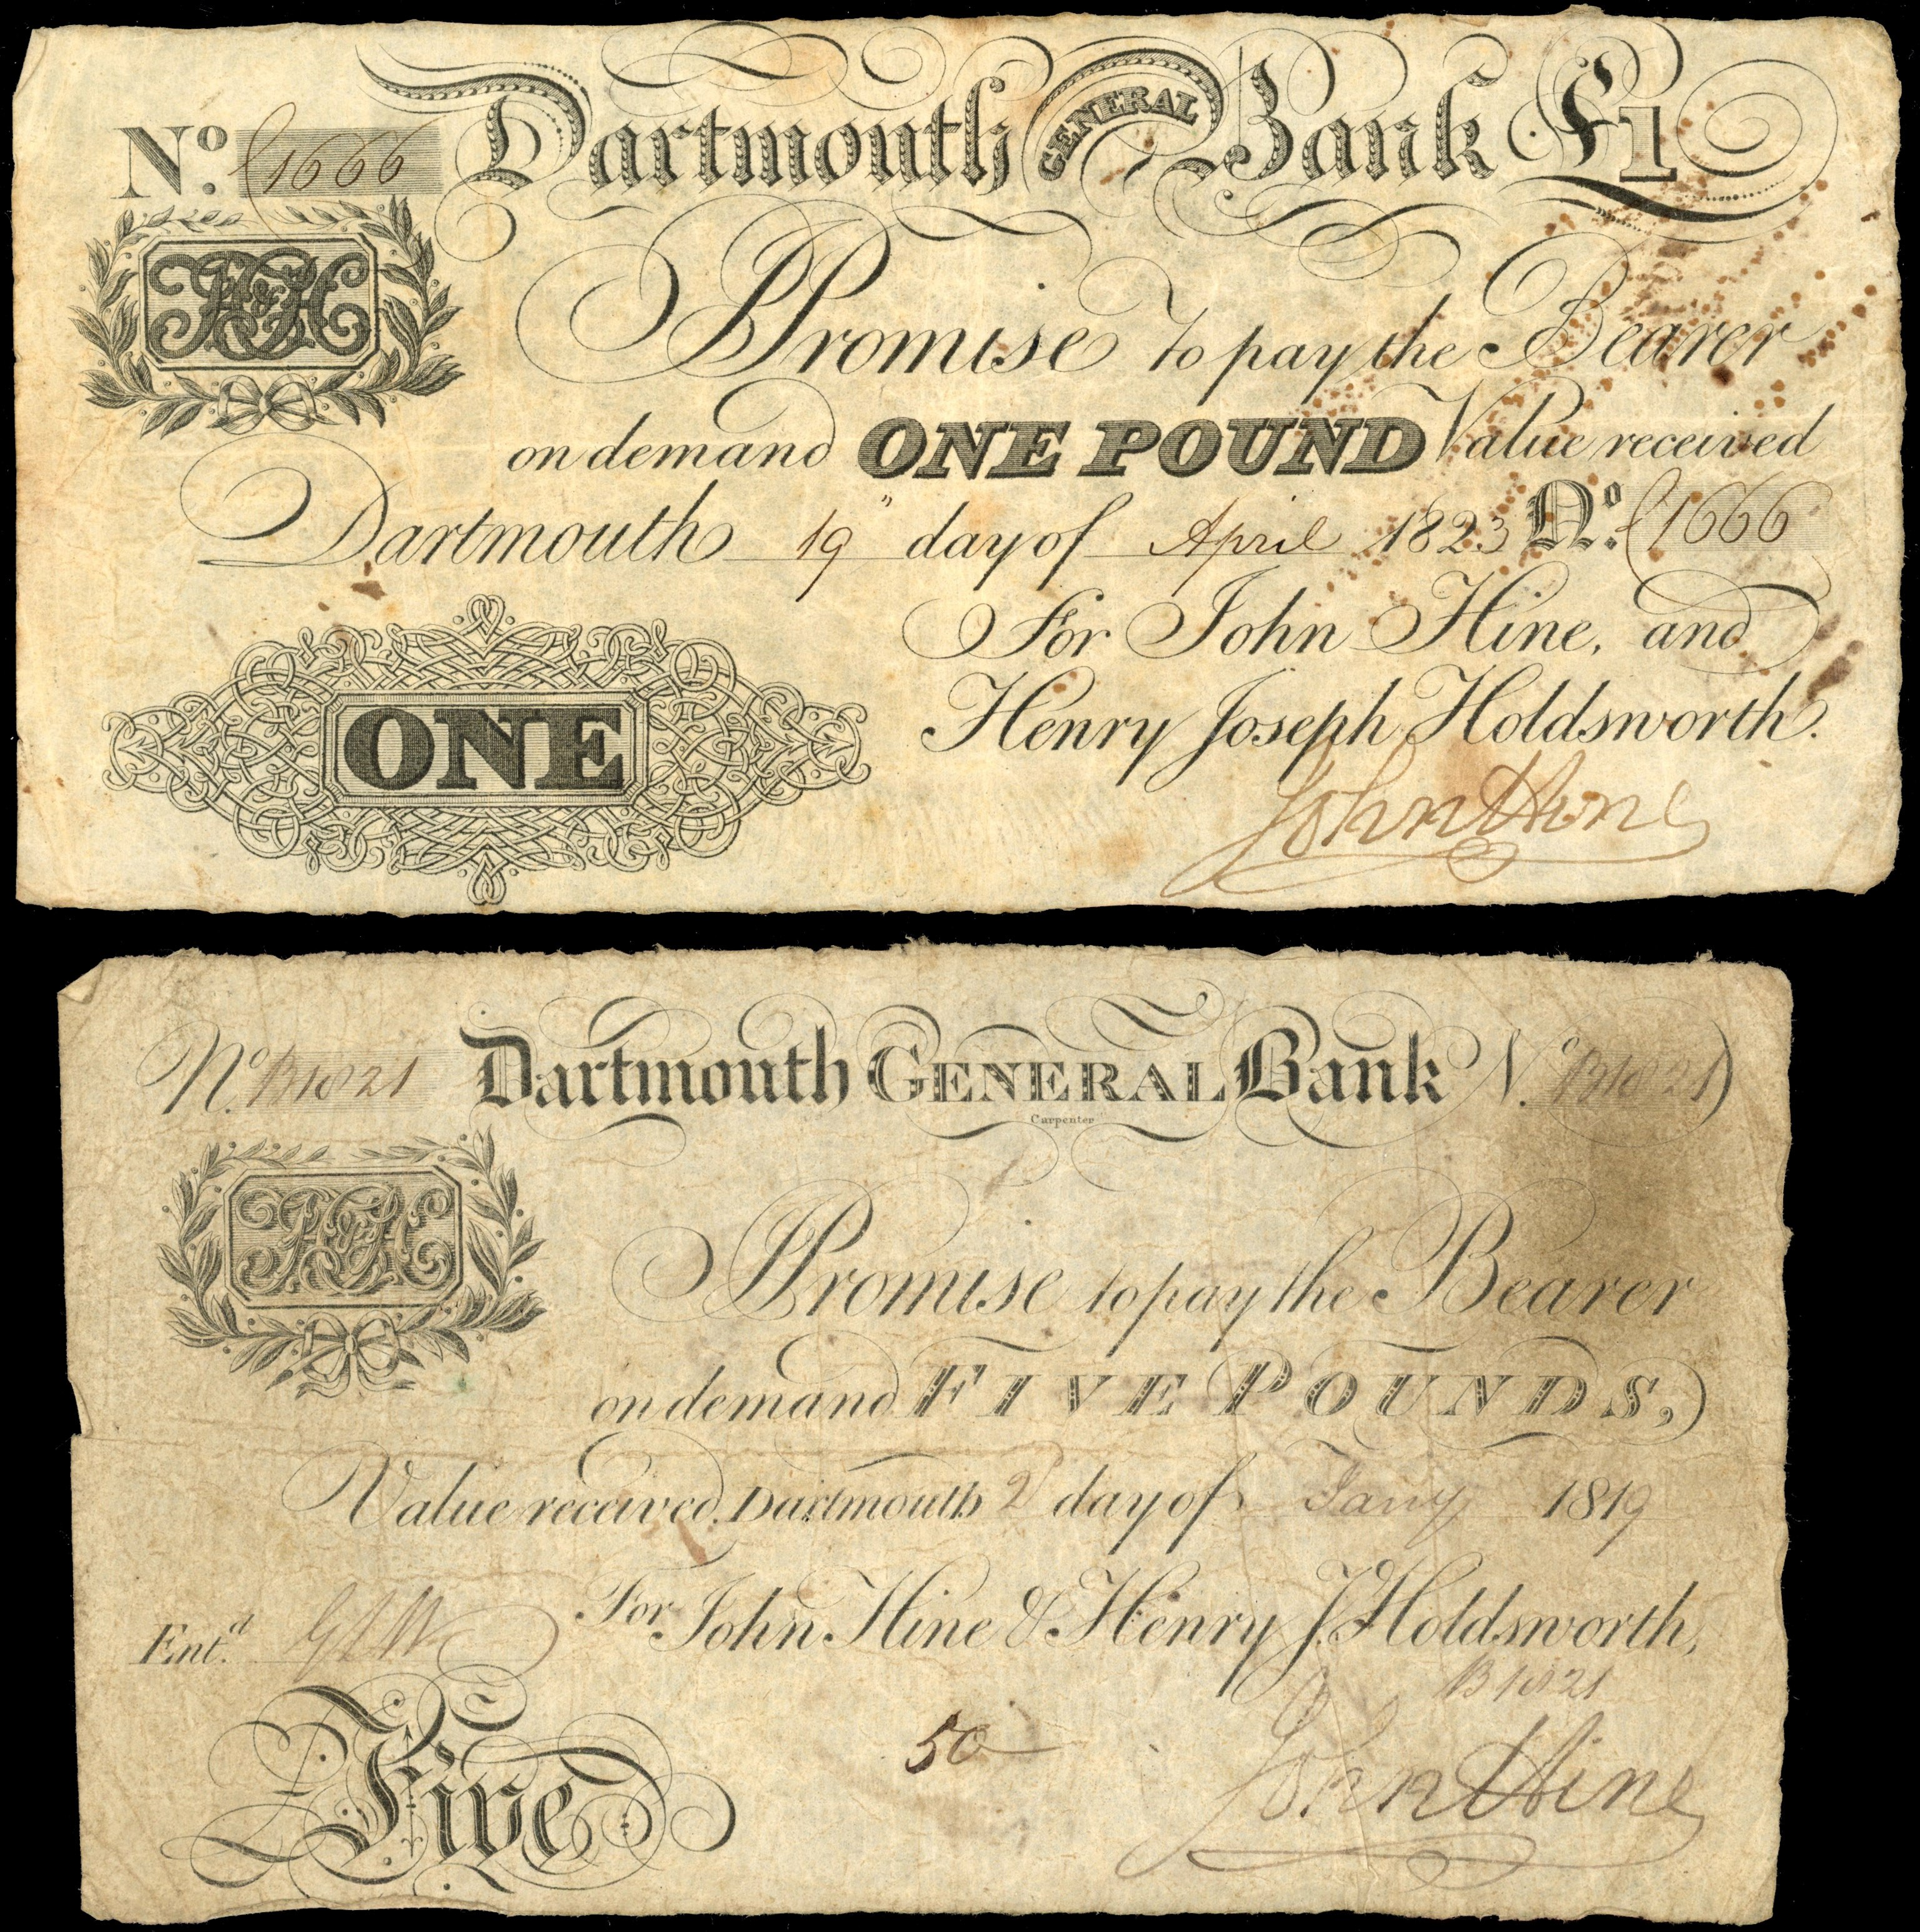 No. 1666 Dartmouth GENERAL Bank £1
H&H
I Promise to pay the Bearer
on demand ONE POUND Value received
Dartmouth 19" day of April 1823 No. 1666
For John Hine, and
Henry Joseph Holdsworth.
ONE
John Hine
No. B1021 Dartmouth GENERAL Bank No. B1021
Carpenter
H&H
I Promise to pay the Bearer
on demand FIVE POUNDS,
Value received, Dartmouth 2 day of Jany 1819
For John Hine & Henry J. Holdsworth,
Ent.d
B1021
£ Five
50
John Hine